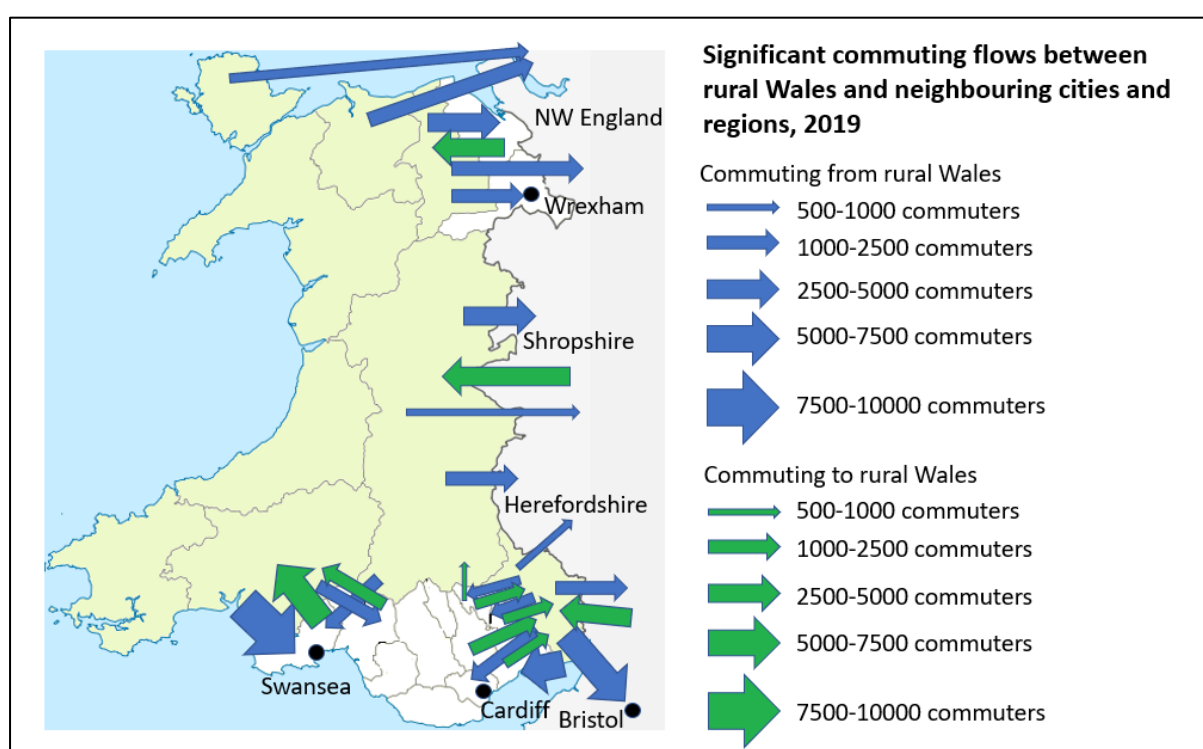 Significant commuting flows between
rural Wales and neighbouring cities and
regions, 2019
NW England
Wrexham
Shropshire
Herefordshire
Swansea
Cardiff
Bristol
Commuting from rural Wales
500-1000 commuters
1000-2500 commuters
2500-5000 commuters
5000-7500 commuters
7500-10000 commuters
Commuting to rural Wales
500-1000 commuters
1000-2500 commuters
2500-5000 commuters
5000-7500 commuters
7500-10000 commuters